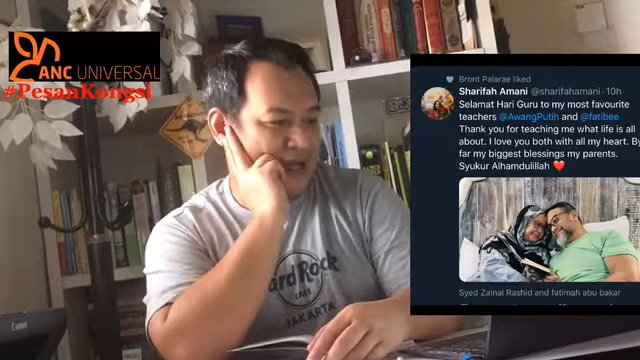 ANC UNIVERSAL
#PesanKongsi
Bront Palarae liked
Sharifah Amani @sharifahamani · 10h
Selamat Hari Guru to my most favourite
teachers @AwangPutih and @fatibee
Thank you for teaching me what life is all
about. I love you both with all my heart. By
far my biggest blessings my parents.
Syukur Alhamdulillah ❤️
Syed Zainal Rashid and fatimah abu bakar
Hard Rock
CAFE
JAKARTA
Canon